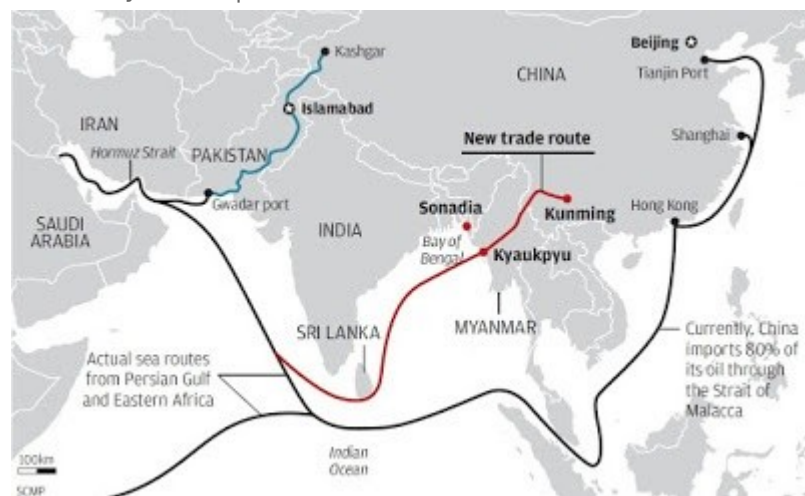 Kashgar
Beijing
CHINA
Tianjin Port
Islamabad
IRAN
New trade route
Shanghai
Hormuz Strait
PAKISTAN
Gwadar port
Sonadia
Kunming
Hong Kong
SAUDI
ARABIA
INDIA
Bay of
Bengal
Kyaukpyu
SRI LANKA
MYANMAR
Currently, China
imports 80% of
its oil through
the Strait of
Malacca
Actual sea routes
from Persian Gulf
and Eastern Africa
Indian
Ocean
100km
SCMP